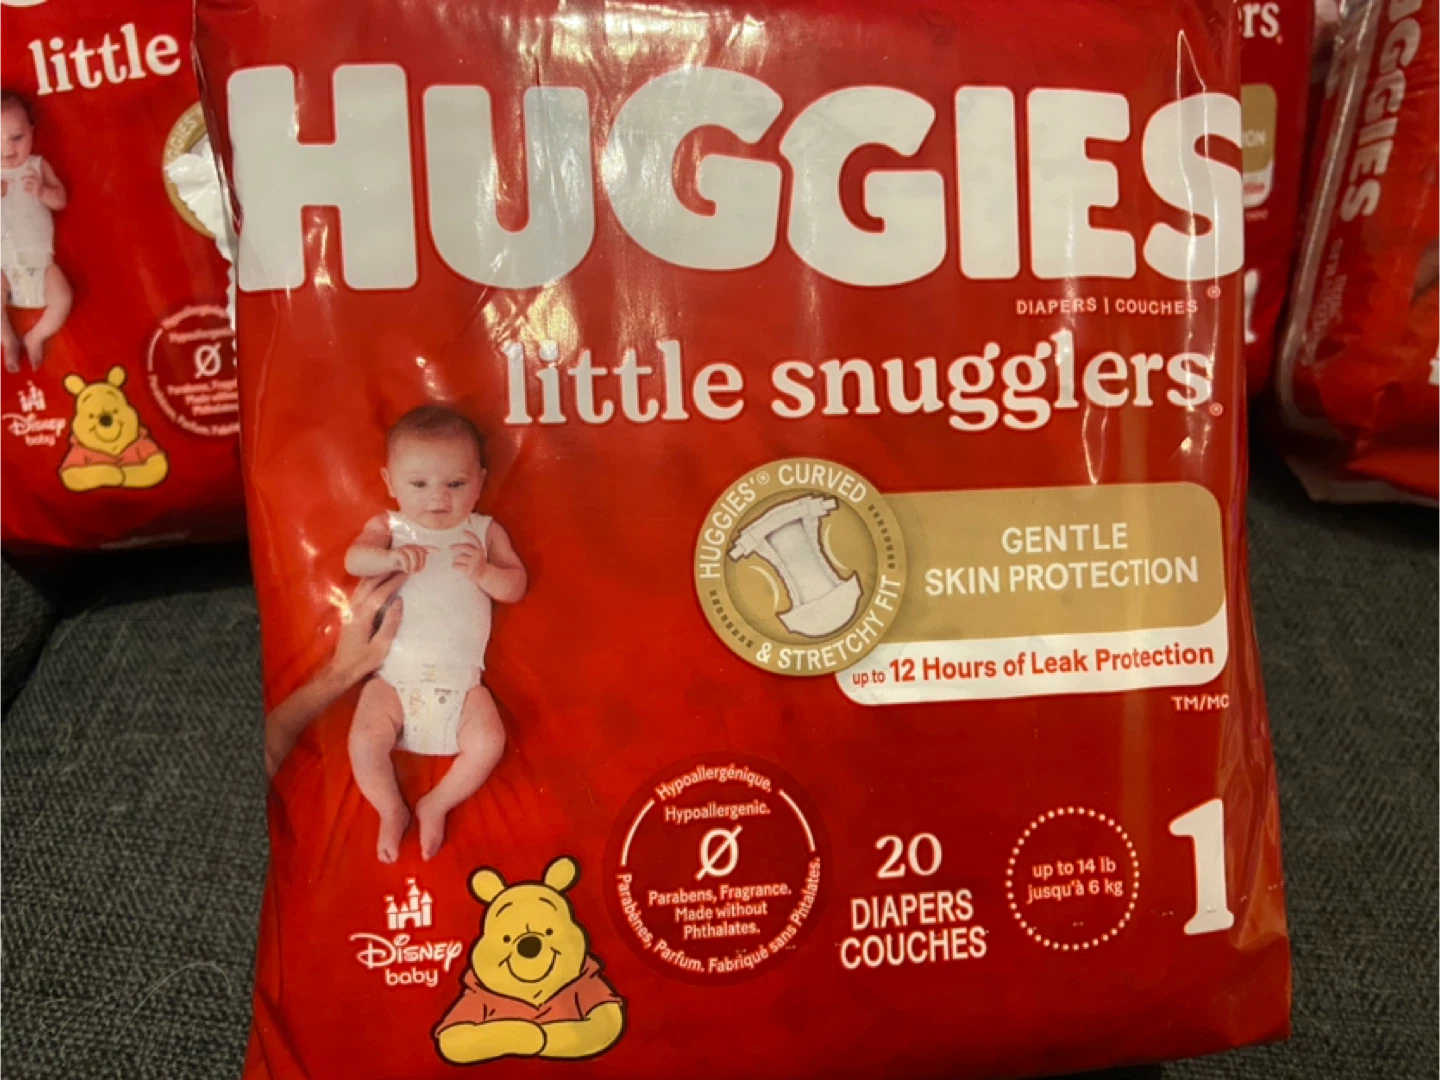 little
HUGGIES
rs
HUGGIES
DIAPERS | COUCHES
little snugglers
HUGGIES® CURVED
& STRETCHY FIT
GENTLE
SKIN PROTECTION
up to 12 Hours of Leak Protection
TM/MC
Hypoallergénique.
Hypoallergenic.
Ø
Parabens, Fragrance.
Made without
Phthalates.
Parabènes, Parfum. Fabriqué sans Phtalates.
20
DIAPERS
COUCHES
up to 14 lb
jusqu'à 6 kg
1
Disney
baby
Disney
baby